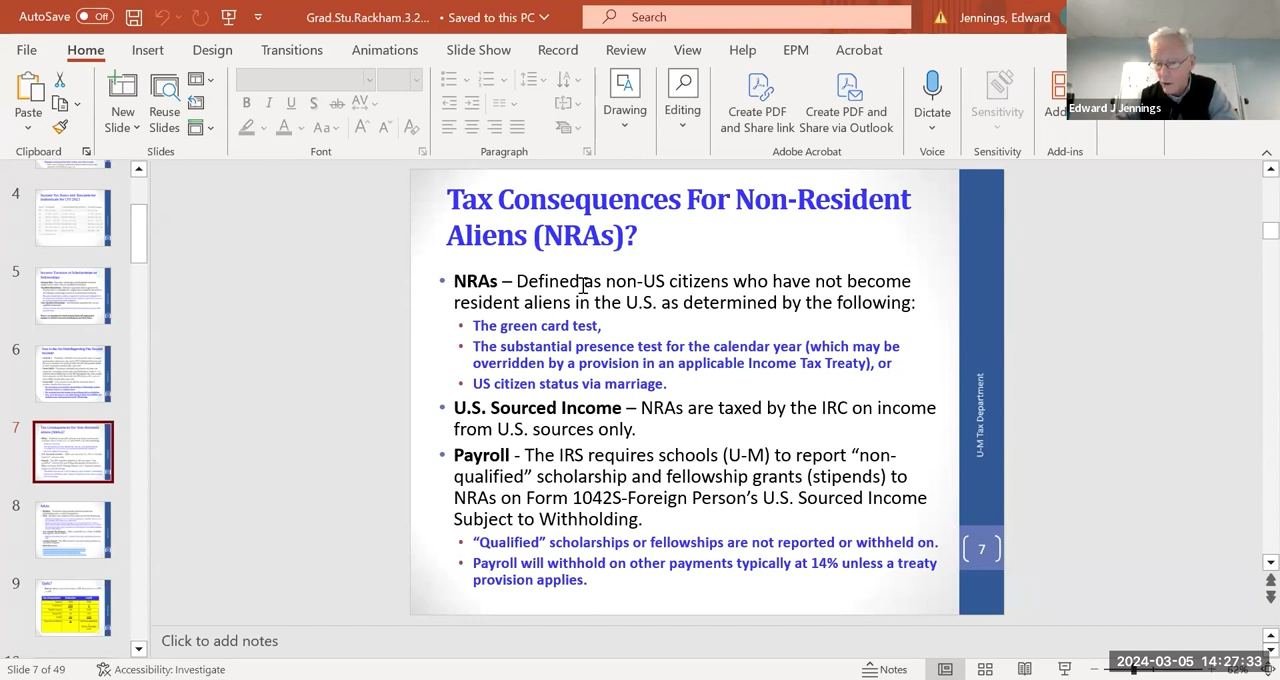 AutoSave Off Grad.Stu.Rackham.3.2... • Saved to this PC Search Jennings, Edward
File Home Insert Design Transitions Animations Slide Show Record Review View Help EPM Acrobat
Edward J Jennings
Paste New Slide Reuse Slides B I U S ab AV Aa A A A Drawing Editing Create PDF and Share link Create PDF and Share via Outlook Dictate Sensitivity
Clipboard Slides Font Paragraph Adobe Acrobat Voice Sensitivity Add-ins
4
5
6
7
8
9
Tax Consequences For Non-Resident
Aliens (NRAs)?
• NRAs – Defined as non-US citizens who have not become
resident aliens in the U.S. as determined by the following:
• The green card test,
• The substantial presence test for the calendar year (which may be
overridden by a provision in an applicable Income Tax Treaty), or
• U.S. citizen status via marriage.
• U.S. Sourced Income – NRAs are taxed by the IRC on income
from U.S. sources only.
• Payroll - The IRS requires schools (U-M) to report “non-
qualified” scholarship and fellowship grants (stipends) to
NRAs on Form 1042S-Foreign Person’s U.S. Sourced Income
Subject to Withholding.
• “Qualified” scholarships or fellowships are not reported or withheld on.
• Payroll will withhold on other payments typically at 14% unless a treaty
provision applies.
U-M Tax Department
7
Click to add notes
Slide 7 of 49 Accessibility: Investigate Notes
2024-03-05 14:27:33